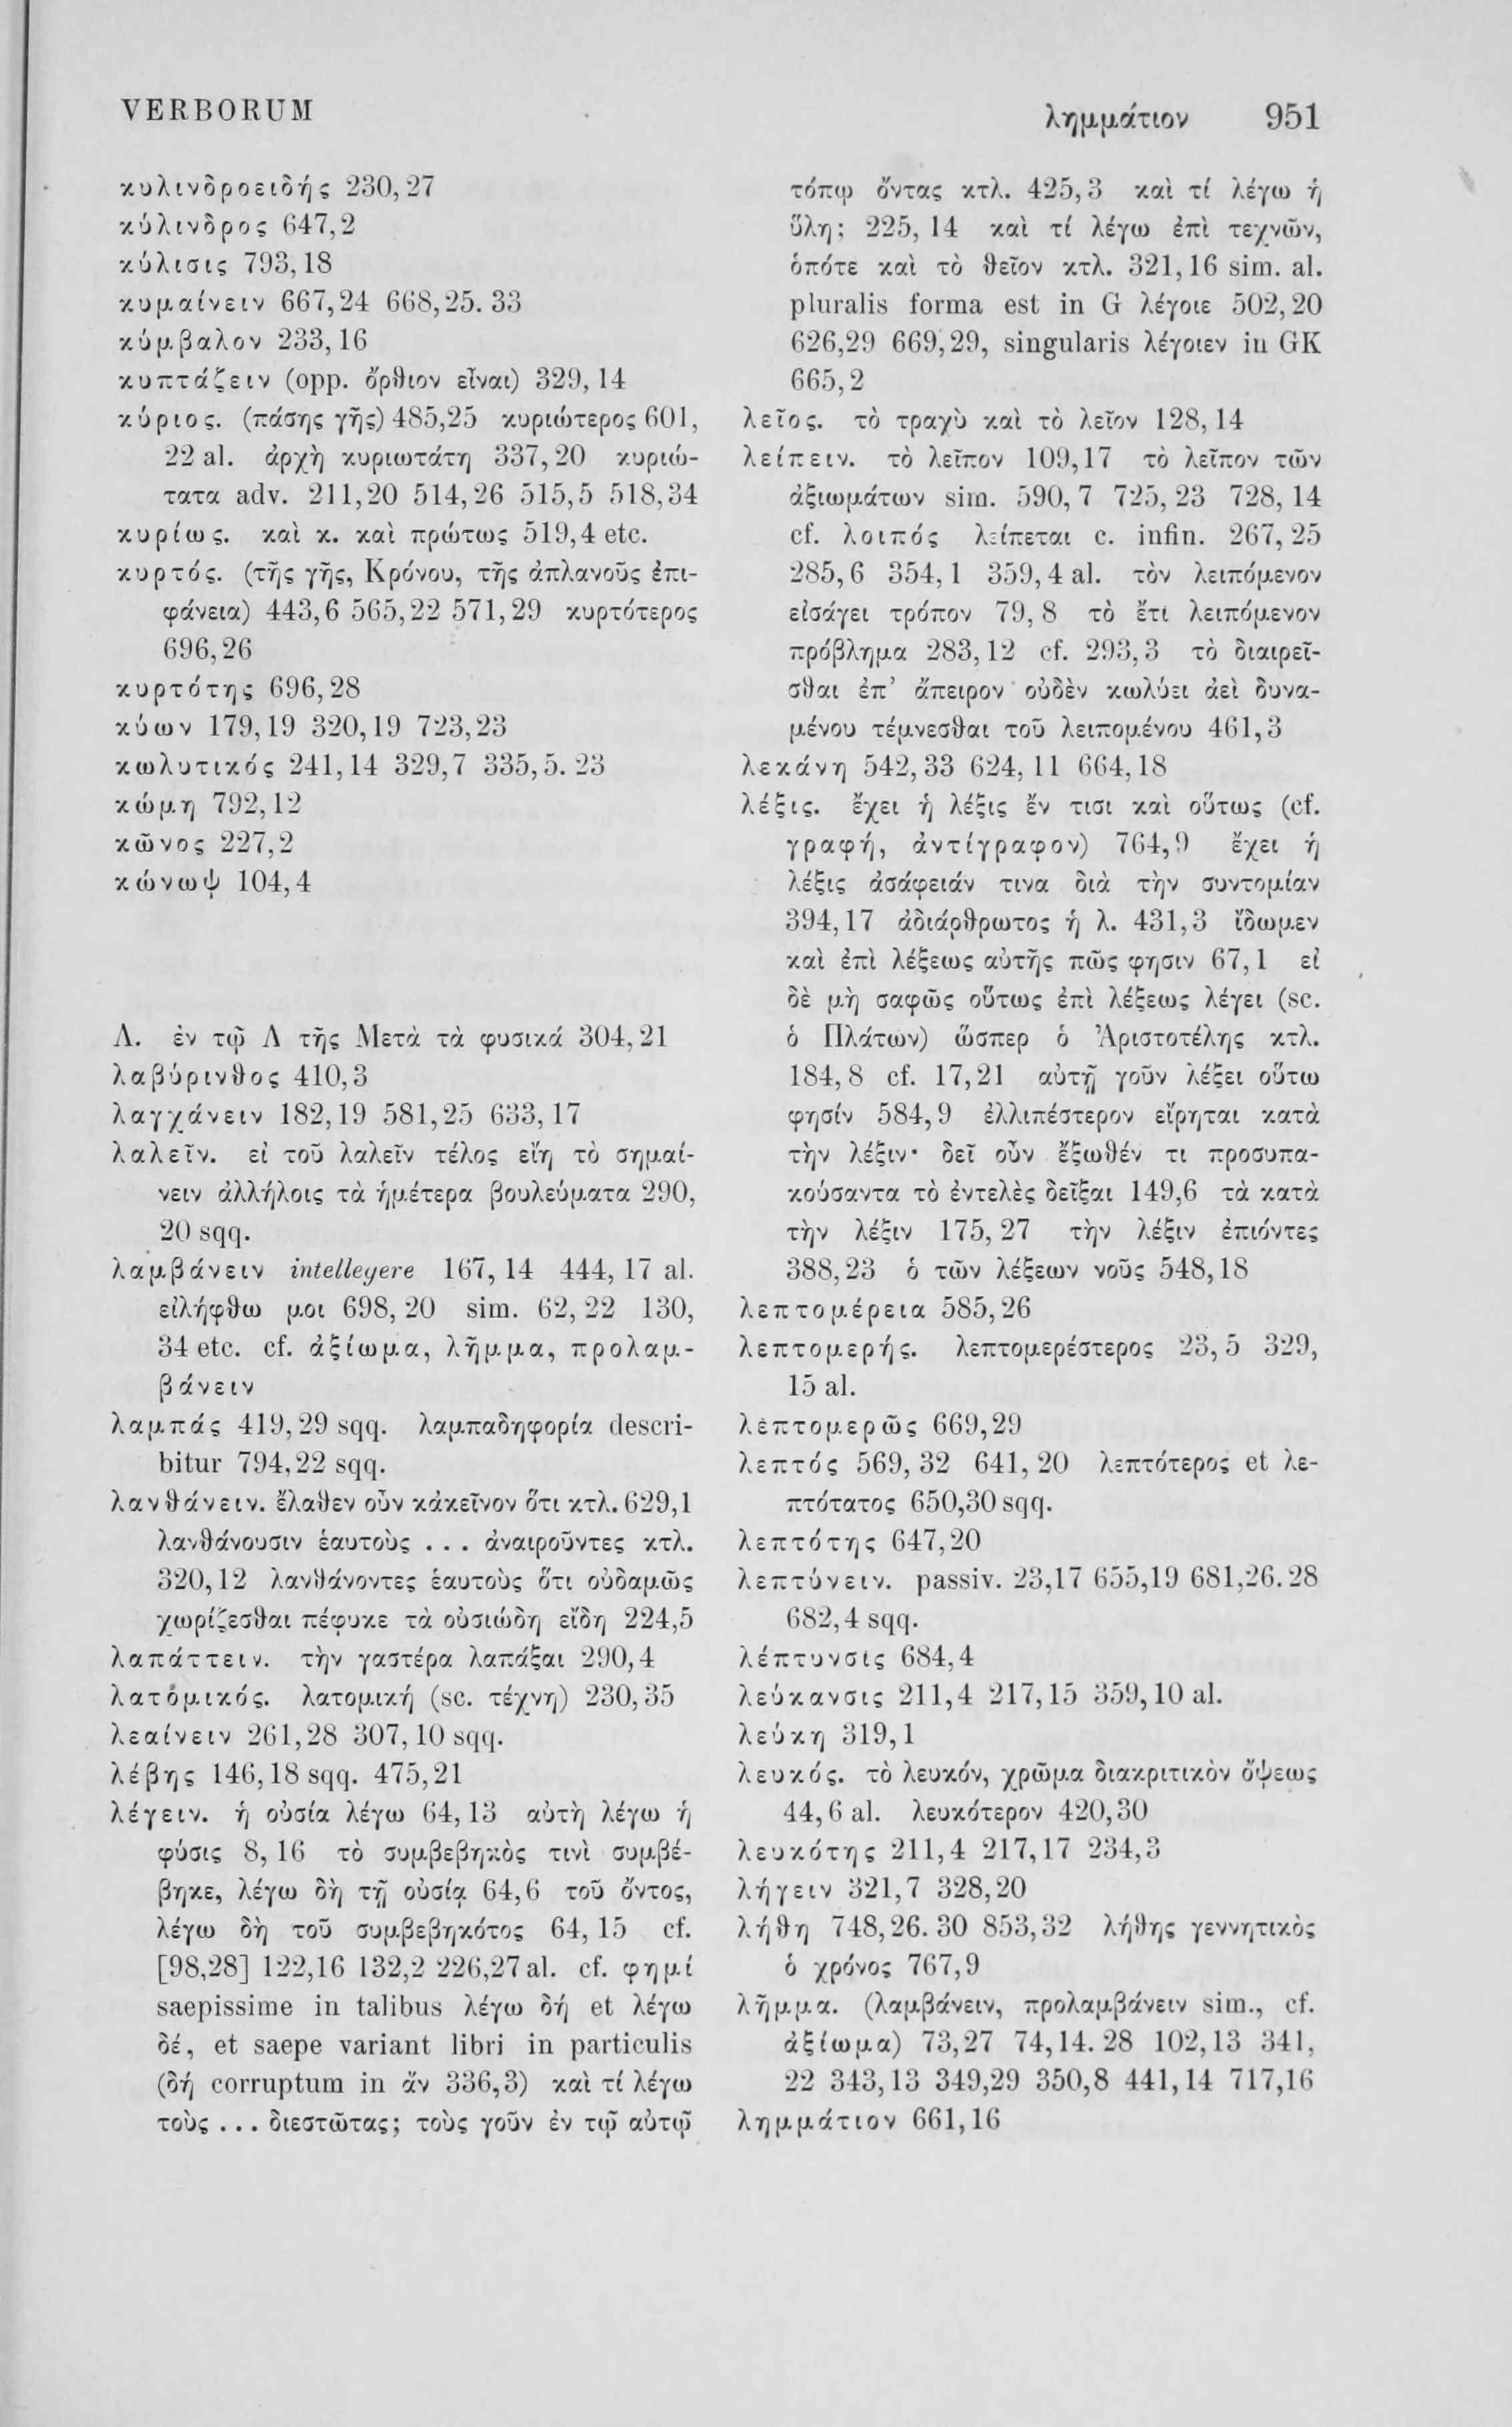 VERBORUM
λημμάτιον 951
κυλινδροειδής 230,27
κύλινδρος 647,2
κύλισις 793,18
κυμαίνειν 667,24 668,25. 33
κύμβαλον 233,16
κυπτάζειν (opp. ὄρθιον εἶναι) 329,14
κύριος. (πάσης γῆς) 485,25 κυριώτερος 601,
22 al. ἀρχὴ κυριωτάτη 337,20 κυριώ-
τατα adv. 211,20 514,26 515,5 518,34
κυρίως. καὶ κ. καὶ πρώτως 519,4 etc.
κυρτός. (τῆς γῆς, Κρόνου, τῆς ἀπλανοῦς ἐπι-
φάνεια) 443,6 565,22 571,29 κυρτότερος
696,26
κυρτότης 696,28
κύων 179,19 320,19 723,23
κωλυτικός 241,14 329,7 335,5. 23
κώμη 792,12
κῶνος 227,2
κώνωψ 104,4
Λ. ἐν τῷ Λ τῆς Μετὰ τὰ φυσικά 304,21
λαβύρινθος 410,3
λαγχάνειν 182,19 581,25 633,17
λαλεῖν. εἰ τοῦ λαλεῖν τέλος εἴη τὸ σημαί-
νειν ἀλλήλοις τὰ ἡμέτερα βουλεύματα 290,
20 sqq.
λαμβάνειν intellegere 167,14 444,17 al.
εἰλήφθω μοι 698,20 sim. 62,22 130,
34 etc. cf. ἀξίωμα, λῆμμα, προλαμ-
βάνειν
λαμπάς 419,29 sqq. λαμπαδηφορία descri-
bitur 794,22 sqq.
λανθάνειν. ἔλαθεν οὖν κἀκεῖνον ὅτι κτλ. 629,1
λανθάνουσιν ἑαυτοὺς ... ἀναιροῦντες κτλ.
320,12 λανθάνοντες ἑαυτοὺς ὅτι οὐδαμῶς
χωρίζεσθαι πέφυκε τὰ οὐσιώδη εἴδη 224,5
λαπάττειν. τὴν γαστέρα λαπάξαι 290,4
λατομικός. λατομική (sc. τέχνη) 230,35
λεαίνειν 261,28 307,10 sqq.
λέβης 146,18 sqq. 475,21
λέγειν. ἡ οὐσία λέγω 64,13 αὐτὴ λέγω ἡ
φύσις 8,16 τὸ συμβεβηκὸς τινὶ συμβέ-
βηκε, λέγω δὴ τῇ οὐσίᾳ 64,6 τοῦ ὄντος,
λέγω δὴ τοῦ συμβεβηκότος 64,15 cf.
[98,28] 122,16 132,2 226,27 al. cf. φημί
saepissime in talibus λέγω δή et λέγω
δέ, et saepe variant libri in particulis
(δή corruptum in ἄν 336,3) καὶ τί λέγω
τοὺς ... διεστῶτας; τοὺς γοῦν ἐν τῷ αὐτῷ
τόπῳ ὄντας κτλ. 425,3 καὶ τί λέγω ἡ
ὕλη; 225,14 καὶ τί λέγω ἐπὶ τεχνῶν,
ὁπότε καὶ τὸ θεῖον κτλ. 321,16 sim. al.
pluralis forma est in G λέγοιε 502,20
626,29 669,29, singularis λέγοιεν in GK
665,2
λεῖος. τὸ τραχὺ καὶ τὸ λεῖον 128,14
λείπειν. τὸ λεῖπον 109,17 τὸ λεῖπον τῶν
ἀξιωμάτων sim. 590,7 725,23 728,14
cf. λοιπός λείπεται c. infin. 267,25
285,6 354,1 359,4 al. τὸν λειπόμενον
εἰσάγει τρόπον 79,8 τὸ ἔτι λειπόμενον
πρόβλημα 283,12 cf. 293,3 τὸ διαιρεῖ-
σθαι ἐπ’ ἄπειρον οὐδὲν κωλύει ἀεὶ δυνα-
μένου τέμνεσθαι τοῦ λειπομένου 461,3
λεκάνη 542,33 624,11 664,18
λέξις. ἔχει ἡ λέξις ἔν τισι καὶ οὕτως (cf.
γραφή, ἀντίγραφον) 764,9 ἔχει ἡ
λέξις ἀσάφειάν τινα διὰ τὴν συντομίαν
394,17 ἀδιάρθρωτος ἡ λ. 431,3 ἴδωμεν
καὶ ἐπὶ λέξεως αὐτῆς πῶς φησιν 67,1 εἰ
δὲ μὴ σαφῶς οὕτως ἐπὶ λέξεως λέγει (sc.
ὁ Πλάτων) ὥσπερ ὁ Ἀριστοτέλης κτλ.
184,8 cf. 17,21 αὐτῇ γοῦν λέξει οὕτω
φησίν 584,9 ἐλλιπέστερον εἴρηται κατὰ
τὴν λέξιν· δεῖ οὖν ἔξωθέν τι προσυπα-
κούσαντα τὸ ἐντελὲς δεῖξαι 149,6 τὰ κατὰ
τὴν λέξιν 175,27 τὴν λέξιν ἐπιόντες
388,23 ὁ τῶν λέξεων νοῦς 548,18
λεπτομέρεια 585,26
λεπτομερής. λεπτομερέστερος 23,5 329,
15 al.
λεπτομερῶς 669,29
λεπτός 569,32 641,20 λεπτότερος et λε-
πτότατος 650,30 sqq.
λεπτότης 647,20
λεπτύνειν. passiv. 23,17 655,19 681,26. 28
682,4 sqq.
λέπτυνσις 684,4
λεύκανσις 211,4 217,15 359,10 al.
λεύκη 319,1
λευκός. τὸ λευκόν, χρῶμα διακριτικὸν ὄψεως
44,6 al. λευκότερον 420,30
λευκότης 211,4 217,17 234,3
λήγειν 321,7 328,20
λήθη 748,26. 30 853,32 λήθης γεννητικὸς
ὁ χρόνος 767,9
λῆμμα. (λαμβάνειν, προλαμβάνειν sim., cf.
ἀξίωμα) 73,27 74,14. 28 102,13 341,
22 343,13 349,29 350,8 441,14 717,16
λημμάτιον 661,16